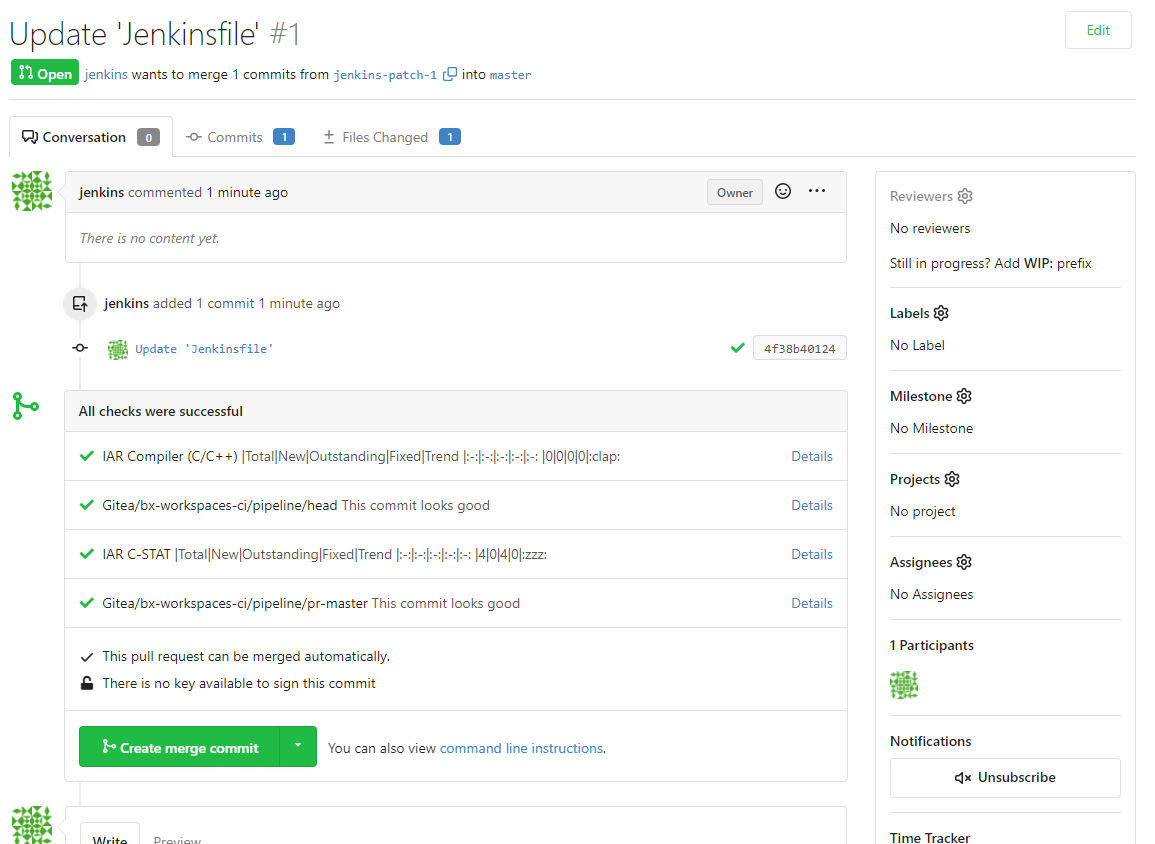 Update 'Jenkinsfile' #1
Edit
Open jenkins wants to merge 1 commits from jenkins-patch-1 into master
Conversation 0 Commits 1 Files Changed 1
jenkins commented 1 minute ago Owner
There is no content yet.
jenkins added 1 commit 1 minute ago
Update 'Jenkinsfile' 4f38b40124
All checks were successful
IAR Compiler (C/C++) |Total|New|Outstanding|Fixed|Trend |:-:|:-:|:-:|:-:|:-: |0|0|0|0|:clap: Details
Gitea/bx-workspaces-ci/pipeline/head This commit looks good Details
IAR C-STAT |Total|New|Outstanding|Fixed|Trend |:-:|:-:|:-:|:-:|:-: |4|0|4|0|:zzz: Details
Gitea/bx-workspaces-ci/pipeline/pr-master This commit looks good Details
This pull request can be merged automatically.
There is no key available to sign this commit
Create merge commit You can also view command line instructions.
Write Preview
Reviewers
No reviewers
Still in progress? Add WIP: prefix
Labels
No Label
Milestone
No Milestone
Projects
No project
Assignees
No Assignees
1 Participants
Notifications
Unsubscribe
Time Tracker